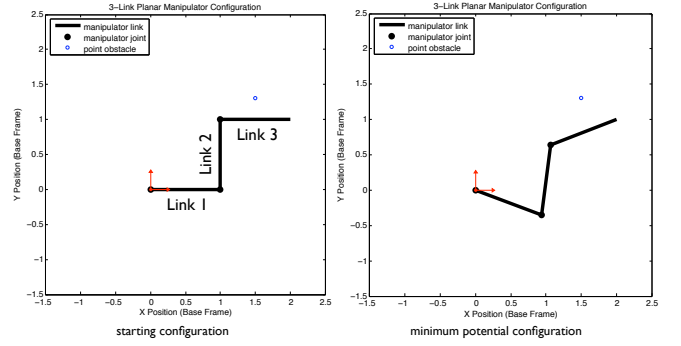 3-Link Planar Manipulator Configuration
2.5
manipulator link
manipulator joint
point obstacle
2
1.5
1
0.5
0
-0.5
-1
-1.5
Y Position (Base Frame)
Link 1
Link 2
Link 3
-1.5 -1 -0.5 0 0.5 1 1.5 2 2.5
X Position (Base Frame)
starting configuration
3-Link Planar Manipulator Configuration
2.5
manipulator link
manipulator joint
point obstacle
2
1.5
1
0.5
0
-0.5
-1
-1.5
Y Position (Base Frame)
-1.5 -1 -0.5 0 0.5 1 1.5 2 2.5
X Position (Base Frame)
minimum potential configuration